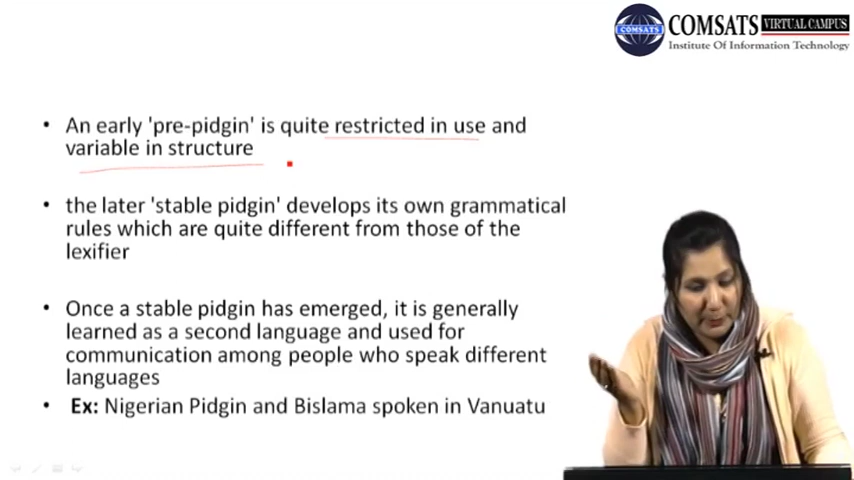 COMSATS
COMSATS VIRTUAL CAMPUS
Institute Of Information Technology
• An early 'pre-pidgin' is quite restricted in use and
variable in structure
• the later 'stable pidgin' develops its own grammatical
rules which are quite different from those of the
lexifier
• Once a stable pidgin has emerged, it is generally
learned as a second language and used for
communication among people who speak different
languages
• Ex: Nigerian Pidgin and Bislama spoken in Vanuatu